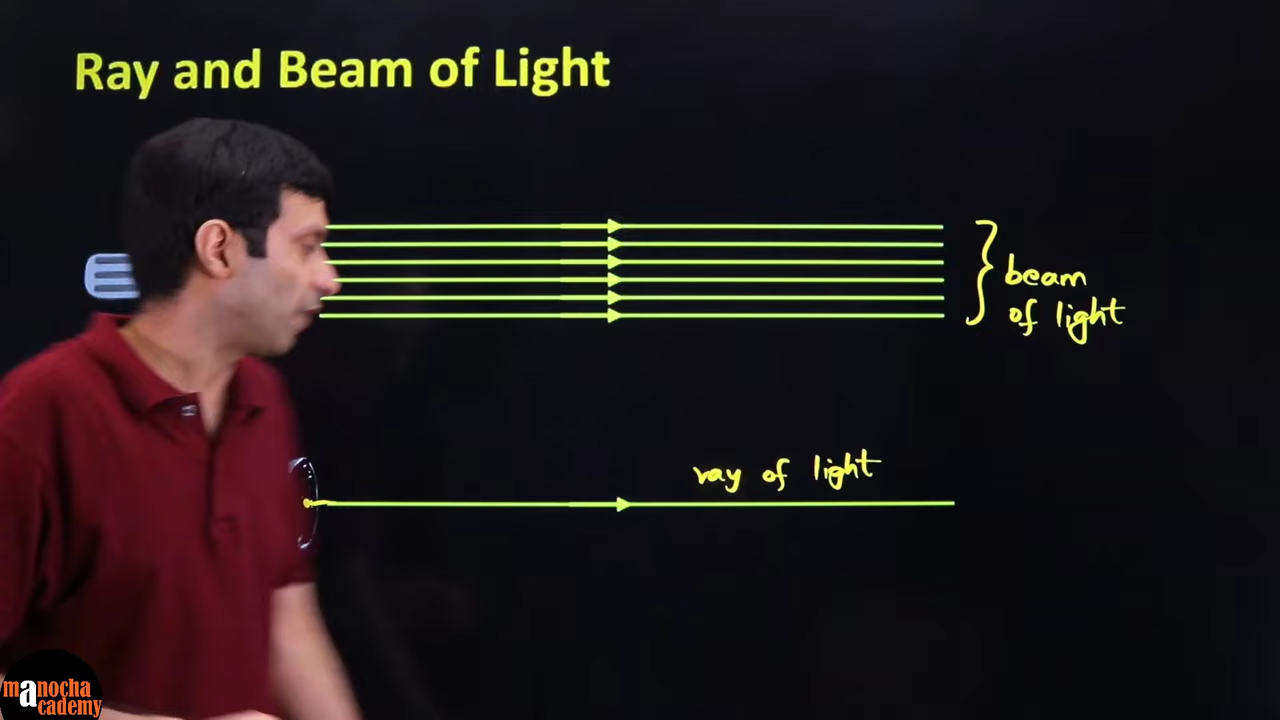 Ray and Beam of Light
beam
of light
ray of light
manocha
academy